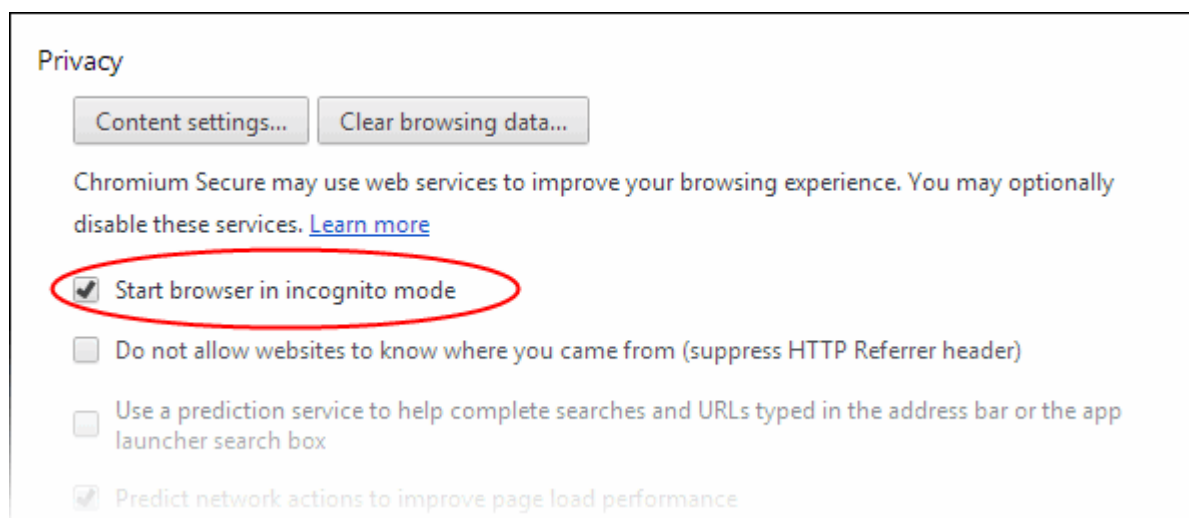 Privacy
Content settings... Clear browsing data...
Chromium Secure may use web services to improve your browsing experience. You may optionally
disable these services. Learn more
Start browser in incognito mode
Do not allow websites to know where you came from (suppress HTTP Referrer header)
Use a prediction service to help complete searches and URLs typed in the address bar or the app
launcher search box
Predict network actions to improve page load performance